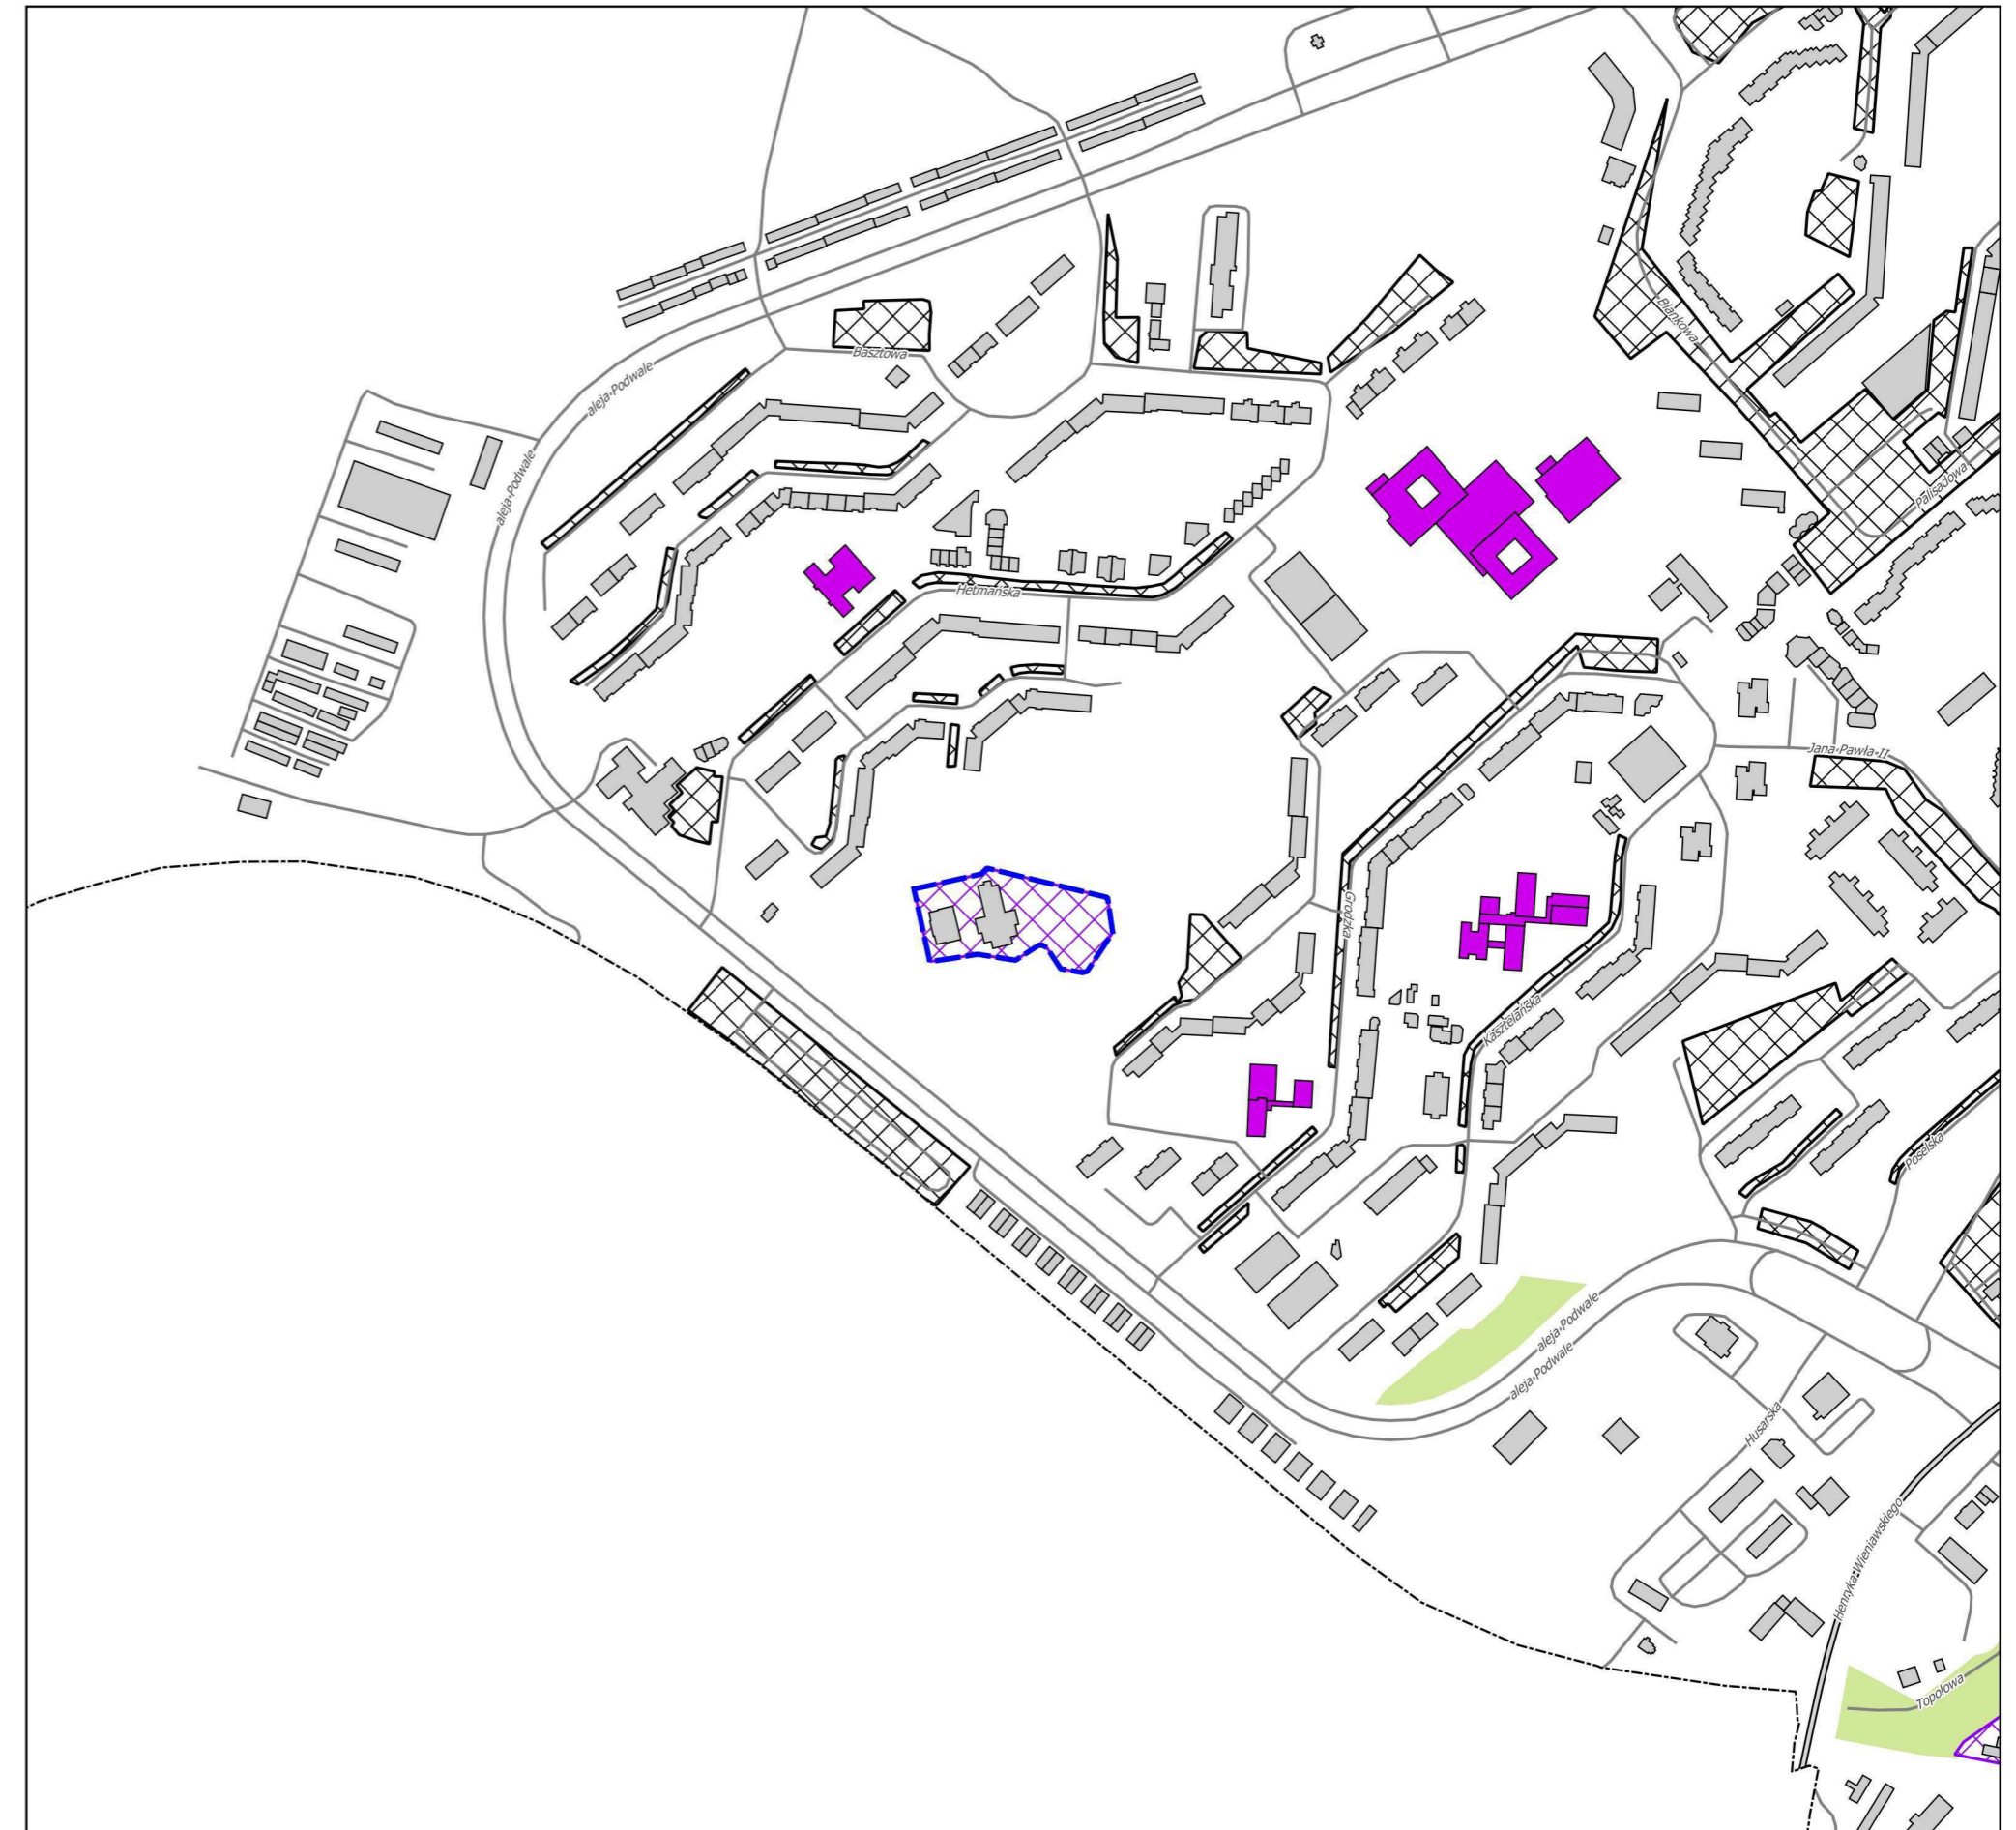 Blankowa
Basztowa
aleja Podwale
aleja Podwale
Palisadowa
Hetmańska
Jana Pawła II
Grodzka
Kasztelańska
Poselska
aleja Podwale
aleja Podwale
Husarska
Henryka Wieniawskiego
Topolowa